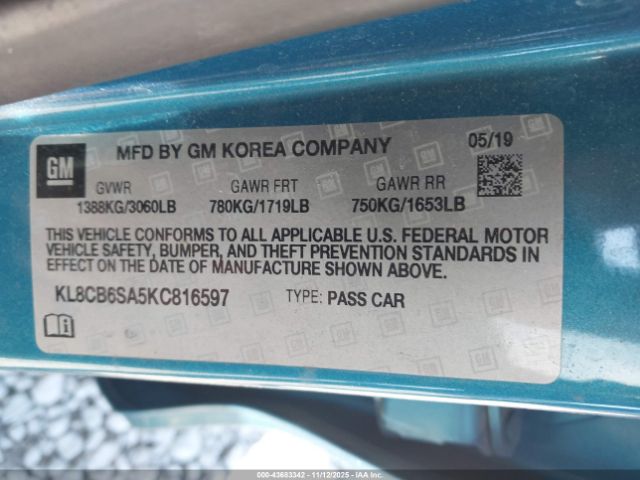 GM MFD BY GM KOREA COMPANY 05/19
GVWR GAWR FRT GAWR RR
1388KG/3060LB 780KG/1719LB 750KG/1653LB
THIS VEHICLE CONFORMS TO ALL APPLICABLE U.S. FEDERAL MOTOR
VEHICLE SAFETY, BUMPER, AND THEFT PREVENTION STANDARDS IN
EFFECT ON THE DATE OF MANUFACTURE SHOWN ABOVE.
KL8CB6SA5KC816597 TYPE: PASS CAR
000-43683342 - 11/12/2025 - IAAI.COM